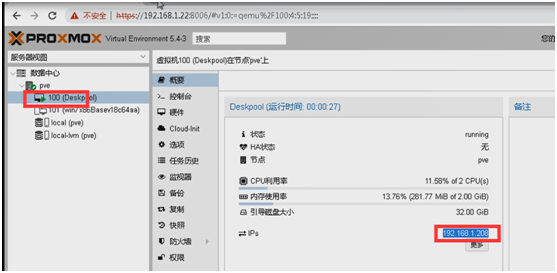 不安全 | https://192.168.1.22:8006/#v1:0:=qemu%2F100:4:5:19::::
PROXMOX Virtual Environment 5.4-3 搜索
服务器视图
数据中心
pve
100 (Deskpool)
101 (win7x86Basev18c64aa)
local (pve)
local-lvm (pve)
虚拟机100 (Deskpool)在节点'pve'上
概要
控制台
硬件
Cloud-Init
选项
任务历史
监视器
备份
复制
快照
防火墙
权限
Deskpool (运行时间: 00:00:27)
状态 running
HA状态 无
节点 pve
CPU利用率 11.58% of 2 CPU(s)
内存使用率 13.76% (281.77 MiB of 2.00 GiB)
引导磁盘大小 32.00 GiB
IPs 192.168.1.208
更多
备注